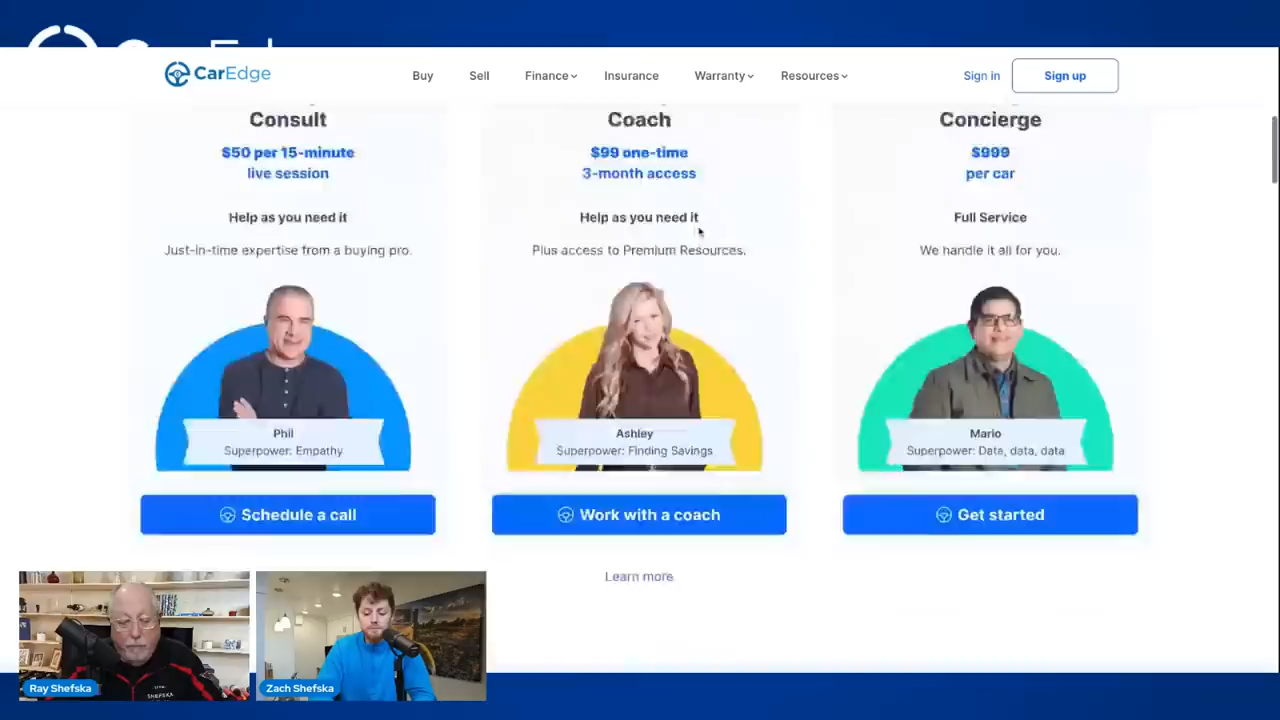 CarEdge
Buy
Sell
Finance
Insurance
Warranty
Resources
Sign in
Sign up
Consult
$50 per 15-minute
live session
Help as you need it
Just-in-time expertise from a buying pro.
Phil
Superpower: Empathy
Schedule a call
Coach
$99 one-time
3-month access
Help as you need it
Plus access to Premium Resources.
Ashley
Superpower: Finding Savings
Work with a coach
Concierge
$999
per car
Full Service
We handle it all for you.
Mario
Superpower: Data, data, data
Get started
Learn more
Ray Shefska
SHEFSKA
Zach Shefska